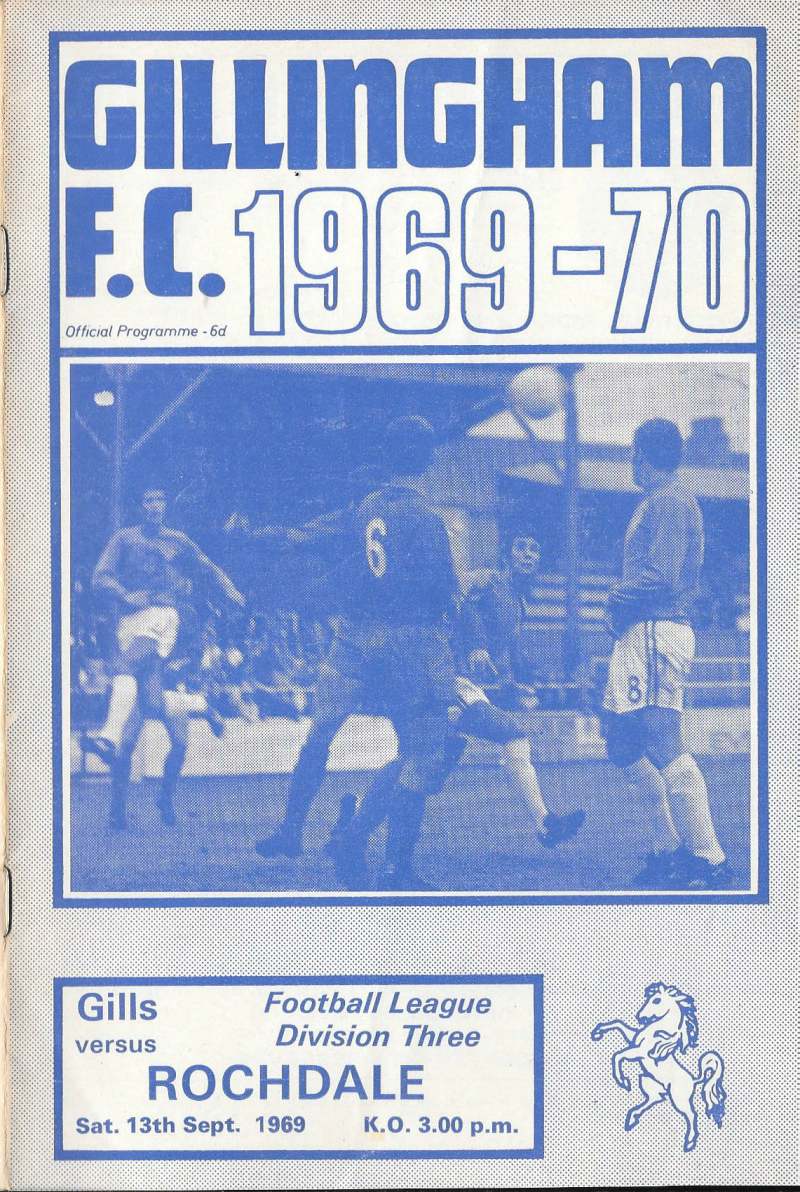 GILLINGHAM
F.C. 1969-70
Official Programme - 6d
6
8
Gills
Football League
versus
Division Three
ROCHDALE
Sat. 13th Sept. 1969 K.O. 3.00 p.m.